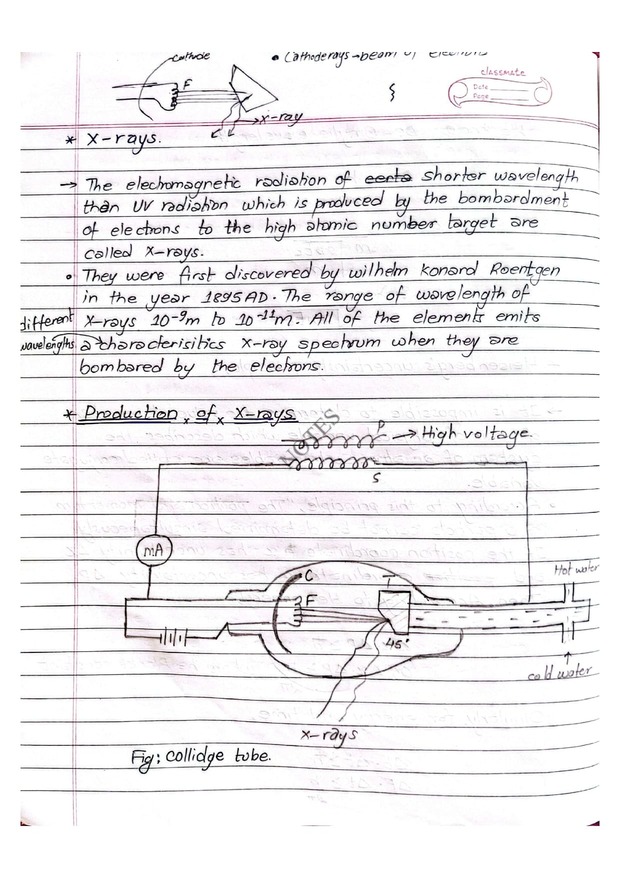 cathode
• Cathode rays → beam of electrons
classmate
Date
Page
F
x-ray
* X-rays.
→ The electromagnetic radiation of shorter wavelength
than UV radiation which is produced by the bombardment
of electrons to the high atomic number target are
called X-rays.
• They were first discovered by wilhelm konard Roentgen
in the year 1895AD. The range of wavelength of
different
X-rays 10⁻⁹m to 10⁻¹¹m. All of the elements emits
wavelengths
a characterisitics x-ray spectrum when they are
bombared by the electrons.
* Production of X-rays
NOTES
P
→ High voltage.
S
mA
Hot water
C
T
F
45°
cold water
x-rays
Fig: collidge tube.